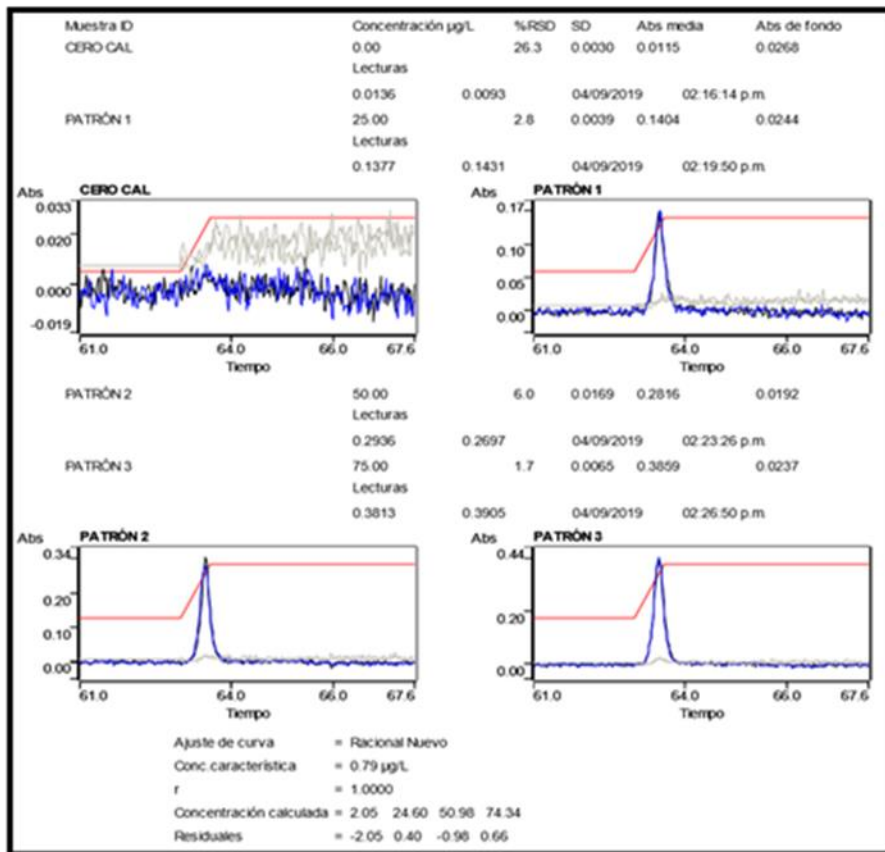 Muestra ID Concentración µg/L %RSD SD Abs media Abs de fondo
CERO CAL 0.00 26.3 0.0030 0.0115 0.0268
Lecturas
0.0136 0.0093 04/09/2019 02:16:14 p.m.
PATRÓN 1 25.00 2.8 0.0039 0.1404 0.0244
Lecturas
0.1377 0.1431 04/09/2019 02:19:50 p.m.
Abs CERO CAL
0.033
0.020
0.000
-0.019
61.0 64.0 66.0 67.6
Tiempo
Abs PATRÓN 1
0.17
0.10
0.05
0.00
61.0 64.0 66.0 67.6
Tiempo
PATRÓN 2 50.00 6.0 0.0169 0.2816 0.0192
Lecturas
0.2936 0.2697 04/09/2019 02:23:26 p.m.
PATRÓN 3 75.00 1.7 0.0065 0.3859 0.0237
Lecturas
0.3813 0.3905 04/09/2019 02:26:50 p.m.
Abs PATRÓN 2
0.34
0.20
0.10
0.00
61.0 64.0 66.0 67.6
Tiempo
Abs PATRÓN 3
0.44
0.20
0.00
61.0 64.0 66.0 67.6
Tiempo
Ajuste de curva = Racional Nuevo
Conc.característica = 0.79 µg/L
r = 1.0000
Concentración calculada = 2.05 24.60 50.98 74.34
Residuales = -2.05 0.40 -0.98 0.66